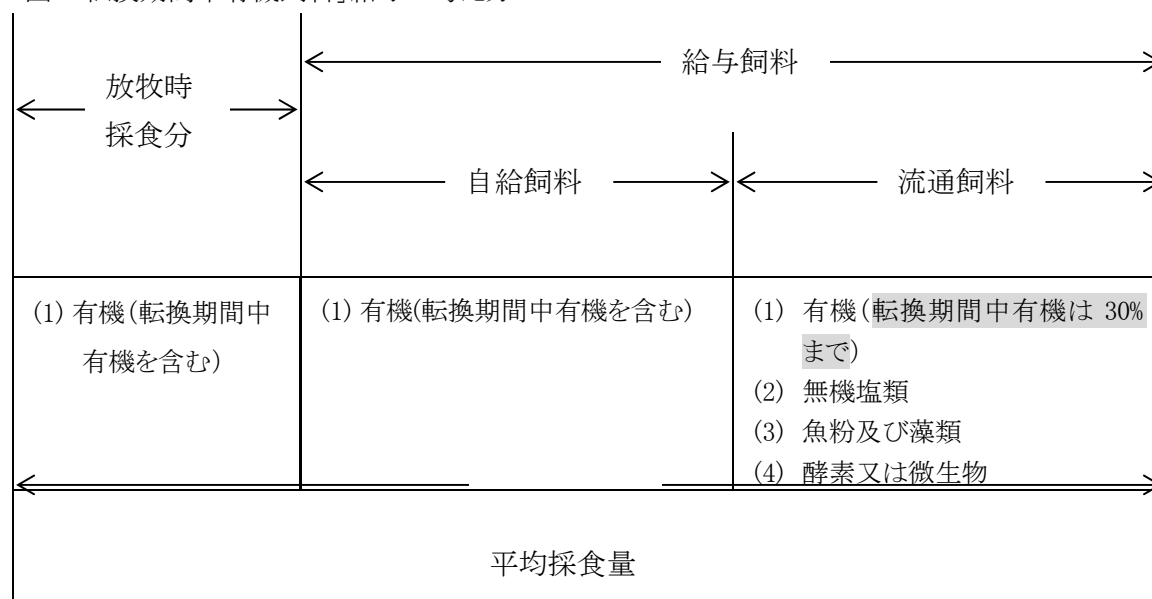 放牧時
採食分
給与飼料
自給飼料
流通飼料
(1) 有機(転換期間中
有機を含む)
(1) 有機(転換期間中有機を含む)
(1) 有機(転換期間中有機は 30%
まで)
(2) 無機塩類
(3) 魚粉及び藻類
(4) 酵素又は微生物
平均採食量